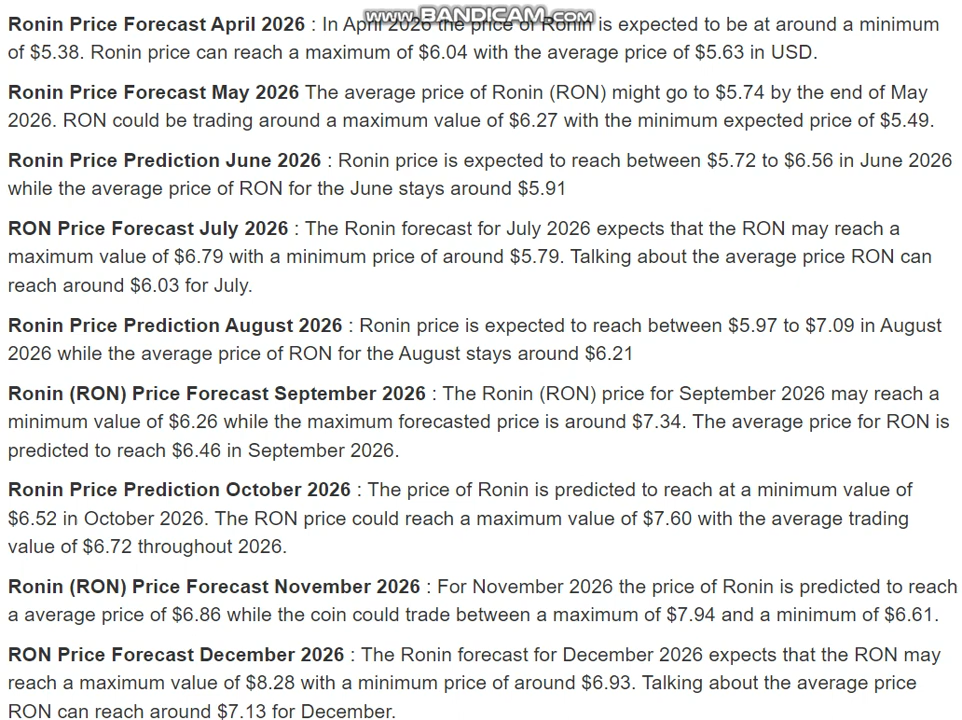 www.BANDICAM.com
Ronin Price Forecast April 2026 : In April 2026 the price of Ronin is expected to be at around a minimum
of $5.38. Ronin price can reach a maximum of $6.04 with the average price of $5.63 in USD.
Ronin Price Forecast May 2026 The average price of Ronin (RON) might go to $5.74 by the end of May
2026. RON could be trading around a maximum value of $6.27 with the minimum expected price of $5.49.
Ronin Price Prediction June 2026 : Ronin price is expected to reach between $5.72 to $6.56 in June 2026
while the average price of RON for the June stays around $5.91
RON Price Forecast July 2026 : The Ronin forecast for July 2026 expects that the RON may reach a
maximum value of $6.79 with a minimum price of around $5.79. Talking about the average price RON can
reach around $6.03 for July.
Ronin Price Prediction August 2026 : Ronin price is expected to reach between $5.97 to $7.09 in August
2026 while the average price of RON for the August stays around $6.21
Ronin (RON) Price Forecast September 2026 : The Ronin (RON) price for September 2026 may reach a
minimum value of $6.26 while the maximum forecasted price is around $7.34. The average price for RON is
predicted to reach $6.46 in September 2026.
Ronin Price Prediction October 2026 : The price of Ronin is predicted to reach at a minimum value of
$6.52 in October 2026. The RON price could reach a maximum value of $7.60 with the average trading
value of $6.72 throughout 2026.
Ronin (RON) Price Forecast November 2026 : For November 2026 the price of Ronin is predicted to reach
a average price of $6.86 while the coin could trade between a maximum of $7.94 and a minimum of $6.61.
RON Price Forecast December 2026 : The Ronin forecast for December 2026 expects that the RON may
reach a maximum value of $8.28 with a minimum price of around $6.93. Talking about the average price
RON can reach around $7.13 for December.